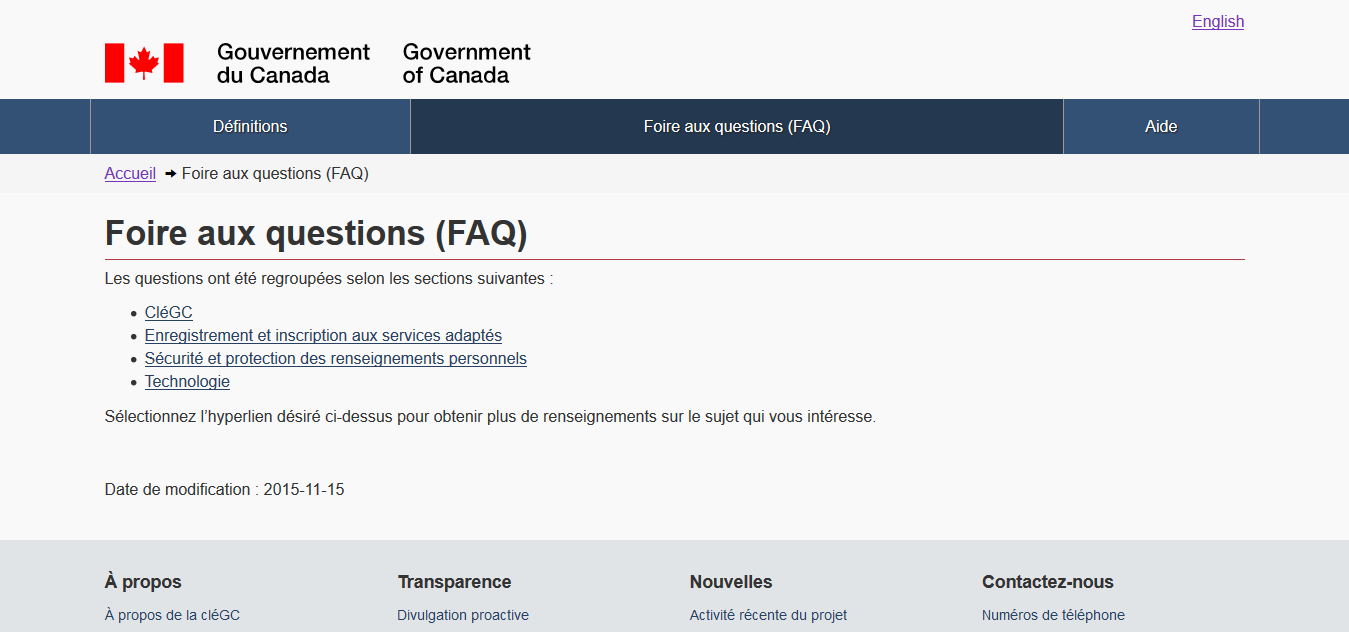 English
Gouvernement du Canada
Government of Canada
Définitions
Foire aux questions (FAQ)
Aide
Accueil ➞ Foire aux questions (FAQ)
Foire aux questions (FAQ)
Les questions ont été regroupées selon les sections suivantes :
• CléGC
• Enregistrement et inscription aux services adaptés
• Sécurité et protection des renseignements personnels
• Technologie
Sélectionnez l’hyperlien désiré ci-dessus pour obtenir plus de renseignements sur le sujet qui vous intéresse.
Date de modification : 2015-11-15
À propos
À propos de la cléGC
Transparence
Divulgation proactive
Nouvelles
Activité récente du projet
Contactez-nous
Numéros de téléphone